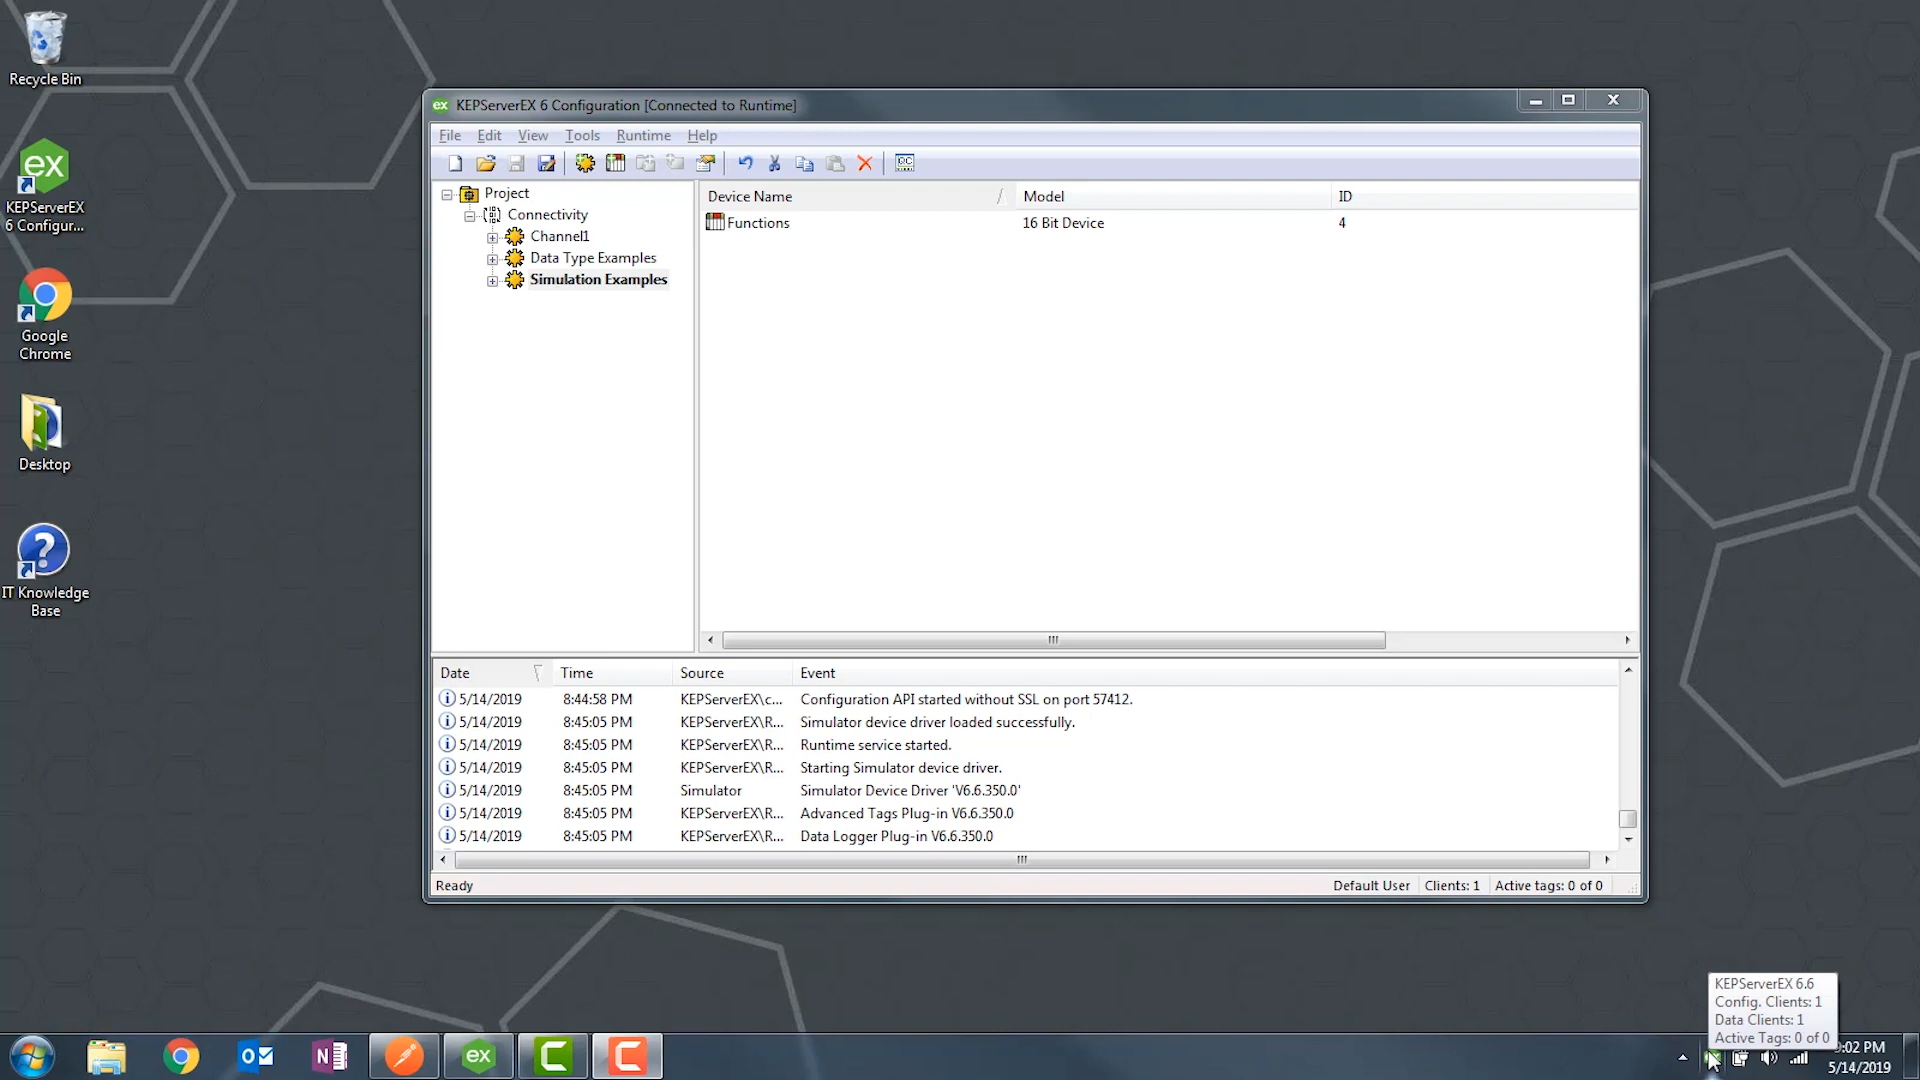 Recycle Bin
KEPServerEX
6 Configur...
Google
Chrome
Desktop
IT Knowledge
Base
ex KEPServerEX 6 Configuration [Connected to Runtime]
File Edit View Tools Runtime Help
Project
Connectivity
Channel1
Data Type Examples
Simulation Examples
Device Name Model ID
Functions 16 Bit Device 4
Date Time Source Event
5/14/2019 8:44:58 PM KEPServerEX\c... Configuration API started without SSL on port 57412.
5/14/2019 8:45:05 PM KEPServerEX\R... Simulator device driver loaded successfully.
5/14/2019 8:45:05 PM KEPServerEX\R... Runtime service started.
5/14/2019 8:45:05 PM KEPServerEX\R... Starting Simulator device driver.
5/14/2019 8:45:05 PM Simulator Simulator Device Driver 'V6.6.350.0'
5/14/2019 8:45:05 PM KEPServerEX\R... Advanced Tags Plug-in V6.6.350.0
5/14/2019 8:45:05 PM KEPServerEX\R... Data Logger Plug-in V6.6.350.0
Ready Default User Clients: 1 Active tags: 0 of 0
KEPServerEX 6.6
Config. Clients: 1
Data Clients: 1
Active Tags: 0 of 0
:02 PM
5/14/2019